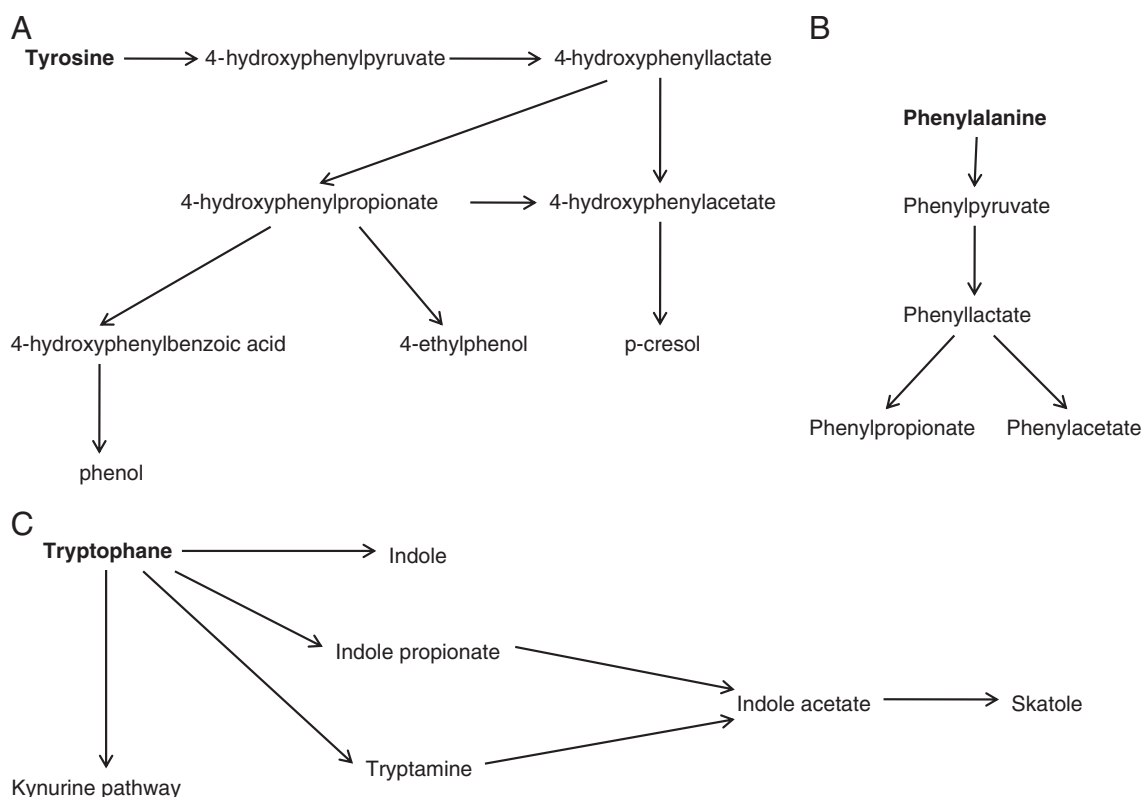 A
Tyrosine 4-hydroxyphenylpyruvate 4-hydroxyphenyllactate
4-hydroxyphenylpropionate 4-hydroxyphenylacetate
4-hydroxyphenylbenzoic acid 4-ethylphenol p-cresol
phenol
B
Phenylalanine
Phenylpyruvate
Phenyllactate
Phenylpropionate Phenylacetate
C
Tryptophane Indole
Indole propionate
Indole acetate Skatole
Tryptamine
Kynurine pathway